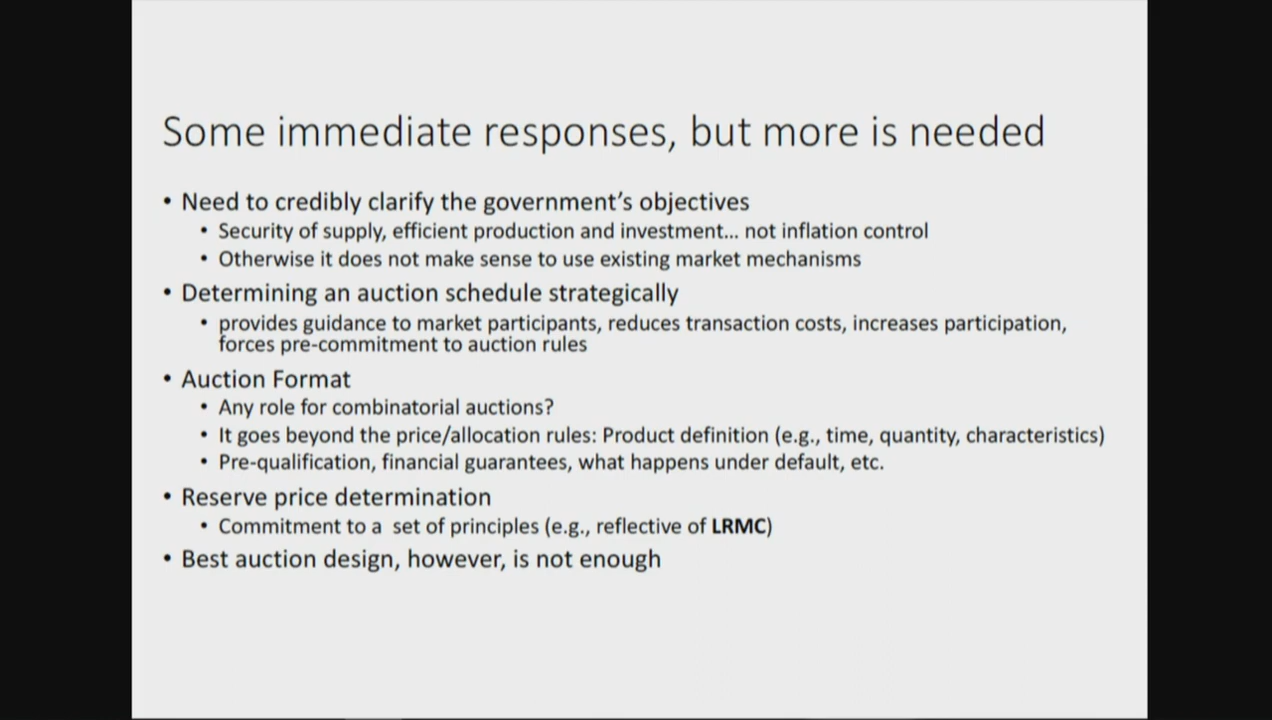 Some immediate responses, but more is needed
• Need to credibly clarify the government's objectives
• Security of supply, efficient production and investment... not inflation control
• Otherwise it does not make sense to use existing market mechanisms
• Determining an auction schedule strategically
• provides guidance to market participants, reduces transaction costs, increases participation,
forces pre-commitment to auction rules
• Auction Format
• Any role for combinatorial auctions?
• It goes beyond the price/allocation rules: Product definition (e.g., time, quantity, characteristics)
• Pre-qualification, financial guarantees, what happens under default, etc.
• Reserve price determination
• Commitment to a set of principles (e.g., reflective of LRMC)
• Best auction design, however, is not enough